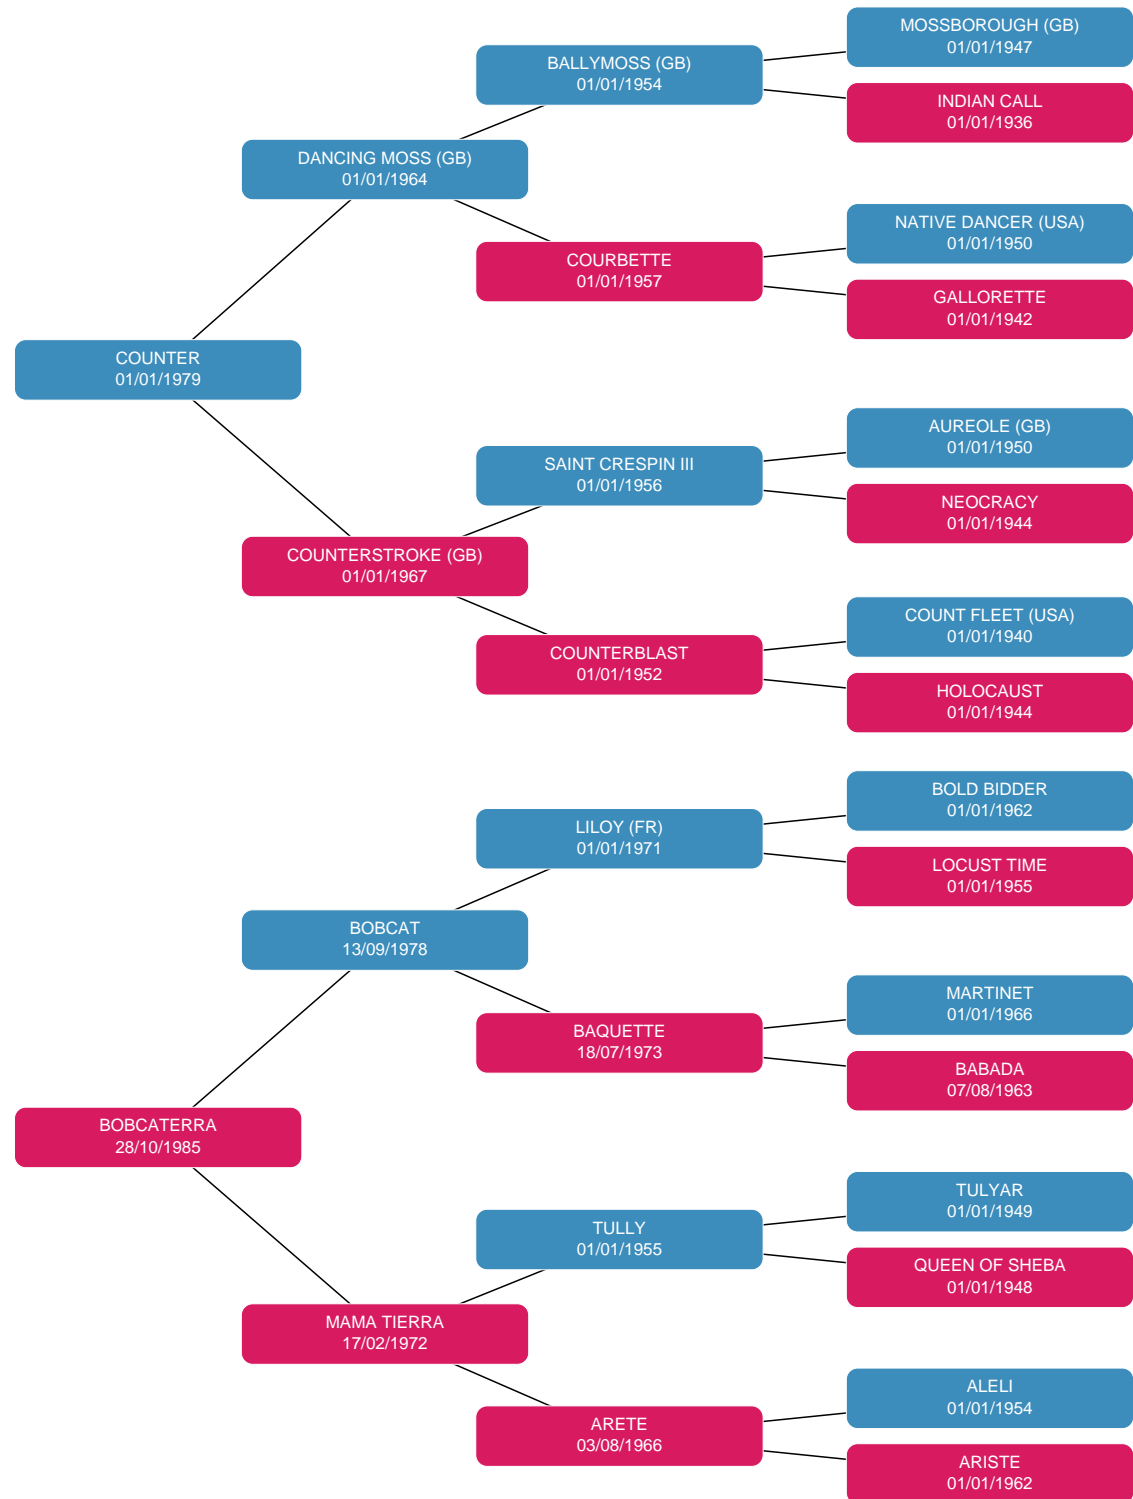 MOSSBOROUGH (GB)
01/01/1947
BALLYMOSS (GB)
01/01/1954
INDIAN CALL
01/01/1936
DANCING MOSS (GB)
01/01/1964
NATIVE DANCER (USA)
01/01/1950
COURBETTE
01/01/1957
GALLORETTE
01/01/1942
COUNTER
01/01/1979
AUREOLE (GB)
01/01/1950
SAINT CRESPIN III
01/01/1956
NEOCRACY
01/01/1944
COUNTERSTROKE (GB)
01/01/1967
COUNT FLEET (USA)
01/01/1940
COUNTERBLAST
01/01/1952
HOLOCAUST
01/01/1944
BOLD BIDDER
01/01/1962
LILOY (FR)
01/01/1971
LOCUST TIME
01/01/1955
BOBCAT
13/09/1978
MARTINET
01/01/1966
BAQUETTE
18/07/1973
BABADA
07/08/1963
BOBCATERRA
28/10/1985
TULYAR
01/01/1949
TULLY
01/01/1955
QUEEN OF SHEBA
01/01/1948
MAMA TIERRA
17/02/1972
ALELI
01/01/1954
ARETE
03/08/1966
ARISTE
01/01/1962